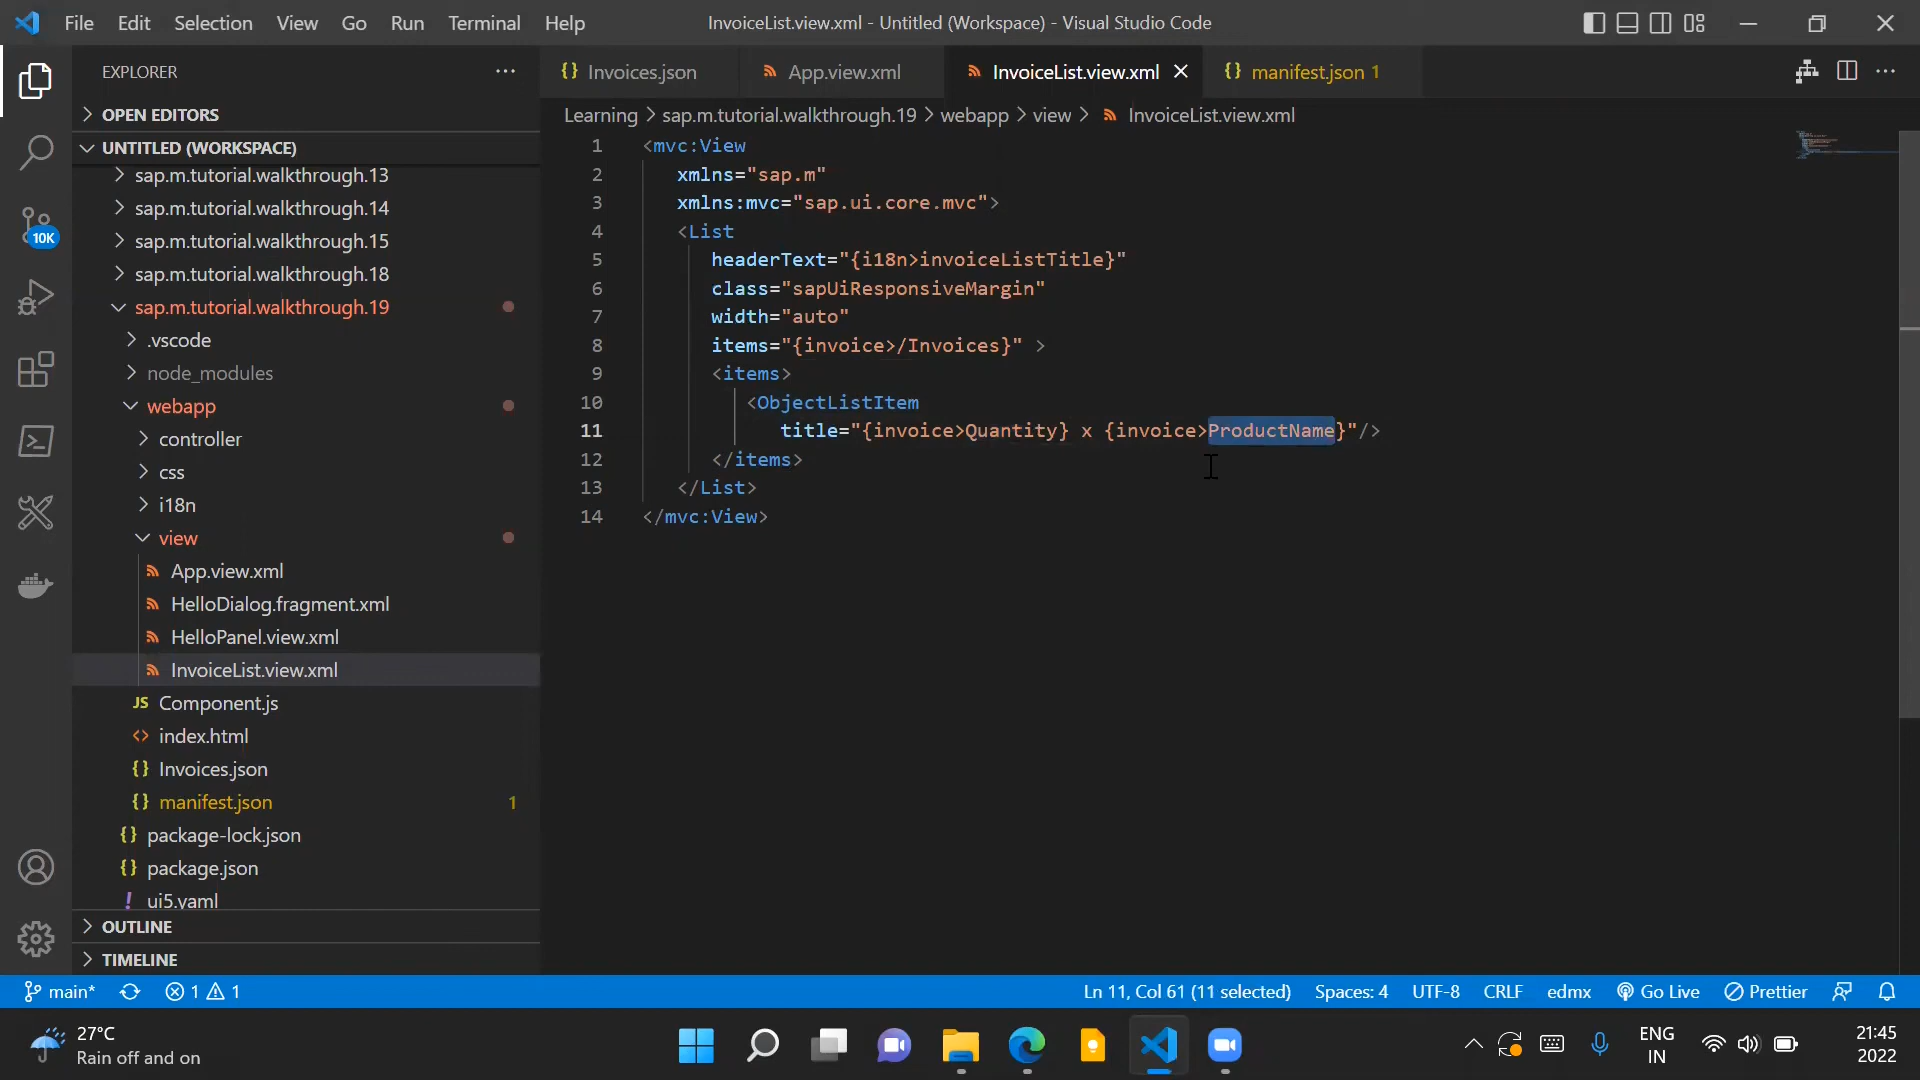 File Edit Selection View Go Run Terminal Help InvoiceList.view.xml - Untitled (Workspace) - Visual Studio Code
EXPLORER
OPEN EDITORS
UNTITLED (WORKSPACE)
sap.m.tutorial.walkthrough.13
sap.m.tutorial.walkthrough.14
sap.m.tutorial.walkthrough.15
sap.m.tutorial.walkthrough.18
sap.m.tutorial.walkthrough.19
.vscode
node_modules
webapp
controller
css
i18n
view
App.view.xml
HelloDialog.fragment.xml
HelloPanel.view.xml
InvoiceList.view.xml
JS Component.js
<> index.html
{} Invoices.json
{} manifest.json 1
{} package-lock.json
{} package.json
! ui5.yaml
OUTLINE
TIMELINE
10K
{} Invoices.json App.view.xml InvoiceList.view.xml {} manifest.json 1
Learning > sap.m.tutorial.walkthrough.19 > webapp > view > InvoiceList.view.xml
1 <mvc:View
2 xmlns="sap.m"
3 xmlns:mvc="sap.ui.core.mvc">
4 <List
5 headerText="{i18n>invoiceListTitle}"
6 class="sapUiResponsiveMargin"
7 width="auto"
8 items="{invoice>/Invoices}" >
9 <items>
10 <ObjectListItem
11 title="{invoice>Quantity} x {invoice>ProductName}"/>
12 </items>
13 </List>
14 </mvc:View>
main* 1 1 Ln 11, Col 61 (11 selected) Spaces: 4 UTF-8 CRLF edmx Go Live Prettier
27°C
Rain off and on
ENG
IN
21:45
2022